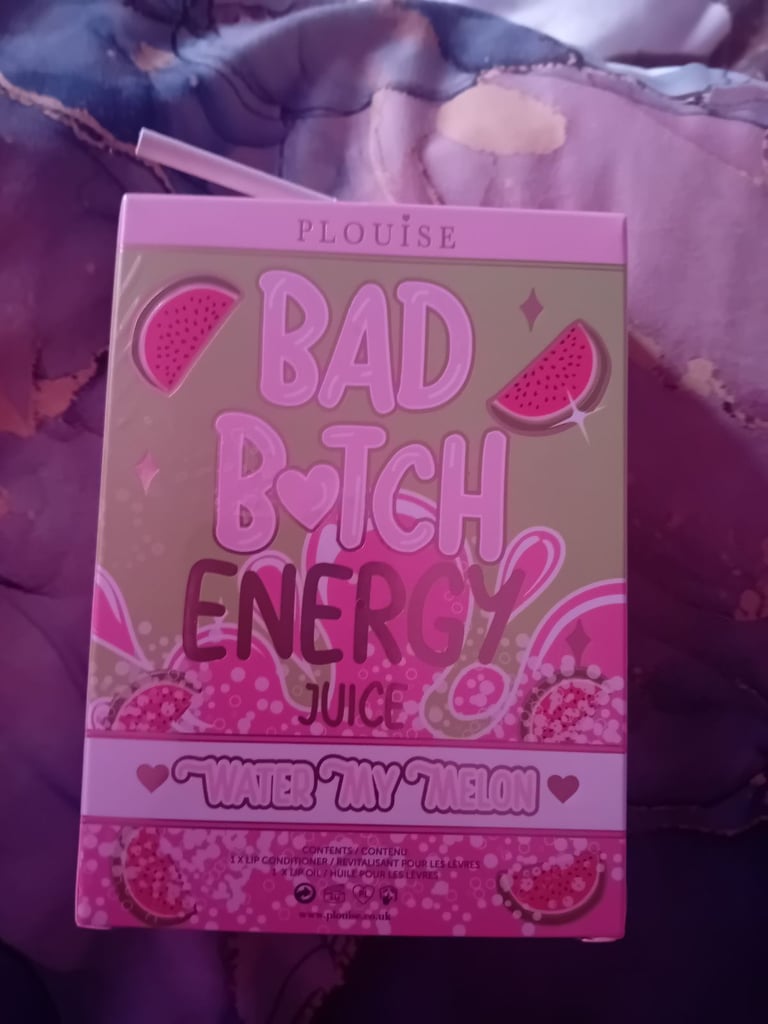 PLOUISE
BAD
B♥TCH
ENERGY
JUICE
WATER MY MELON
CONTENTS / CONTENU
1 X LIP CONDITIONER / REVITALISANT POUR LES LÈVRES
1 X LIP OIL / HUILE POUR LES LÈVRES
www.plouise.co.uk